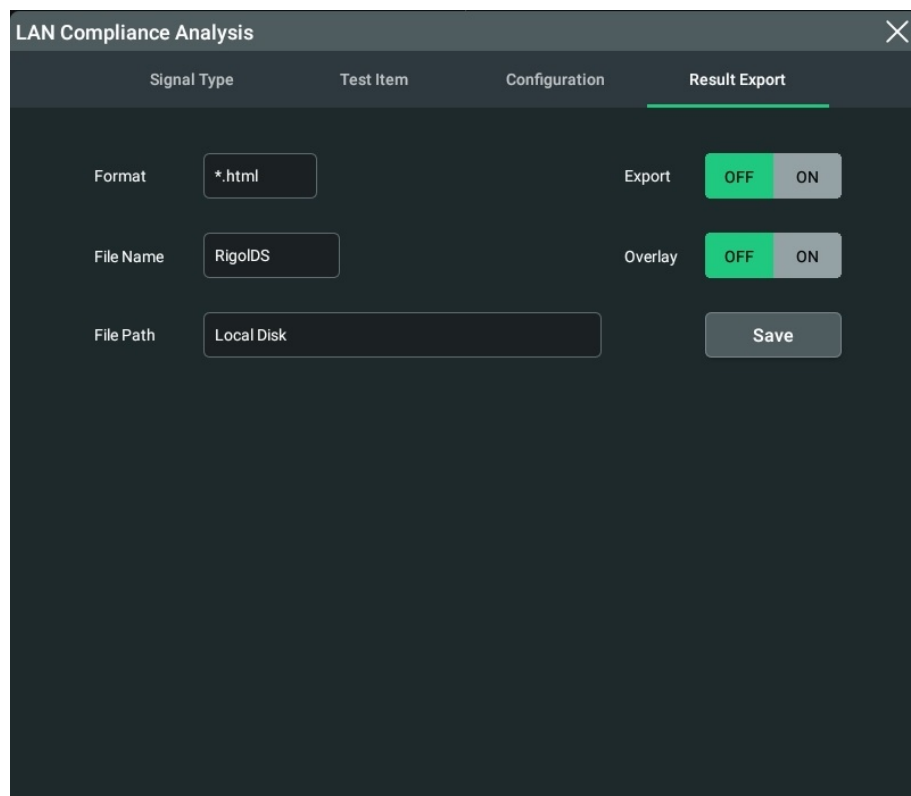 LAN Compliance Analysis
Signal Type Test Item Configuration Result Export
Format *.html Export OFF ON
File Name RigolDS Overlay OFF ON
File Path Local Disk Save